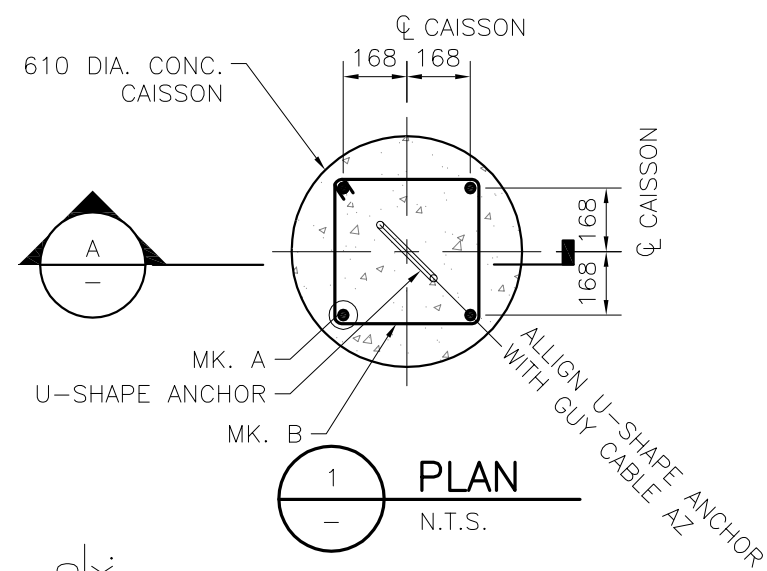 ℄ CAISSON
168 168
610 DIA. CONC.
CAISSON
℄ CAISSON
168
168
A
–
MK. A
U–SHAPE ANCHOR
MK. B
ALLIGN U–SHAPE ANCHOR
WITH GUY CABLE AZ
1
–
PLAN
N.T.S.